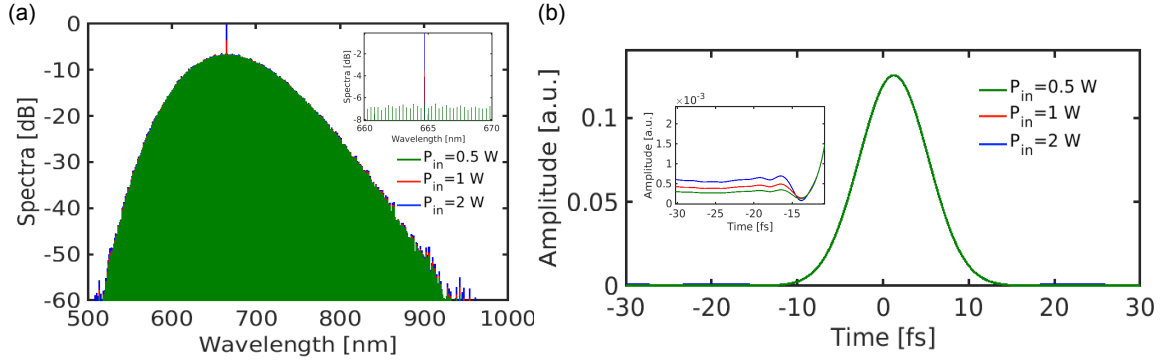 (a)
0
-10
-20
-30
-40
-50
-60
Spectra [dB]
500 600 700 800 900 1000
Wavelength [nm]
-2
-4
-6
-8
Spectra [dB]
660 665 670
Wavelength [nm]
P_in=0.5 W
P_in=1 W
P_in=2 W
(b)
0.1
0.05
0
Amplitude [a.u.]
-30 -20 -10 0 10 20 30
Time [fs]
×10^-3
2
1.5
1
0.5
0
Amplitude [a.u.]
-30 -25 -20 -15
Time [fs]
P_in=0.5 W
P_in=1 W
P_in=2 W